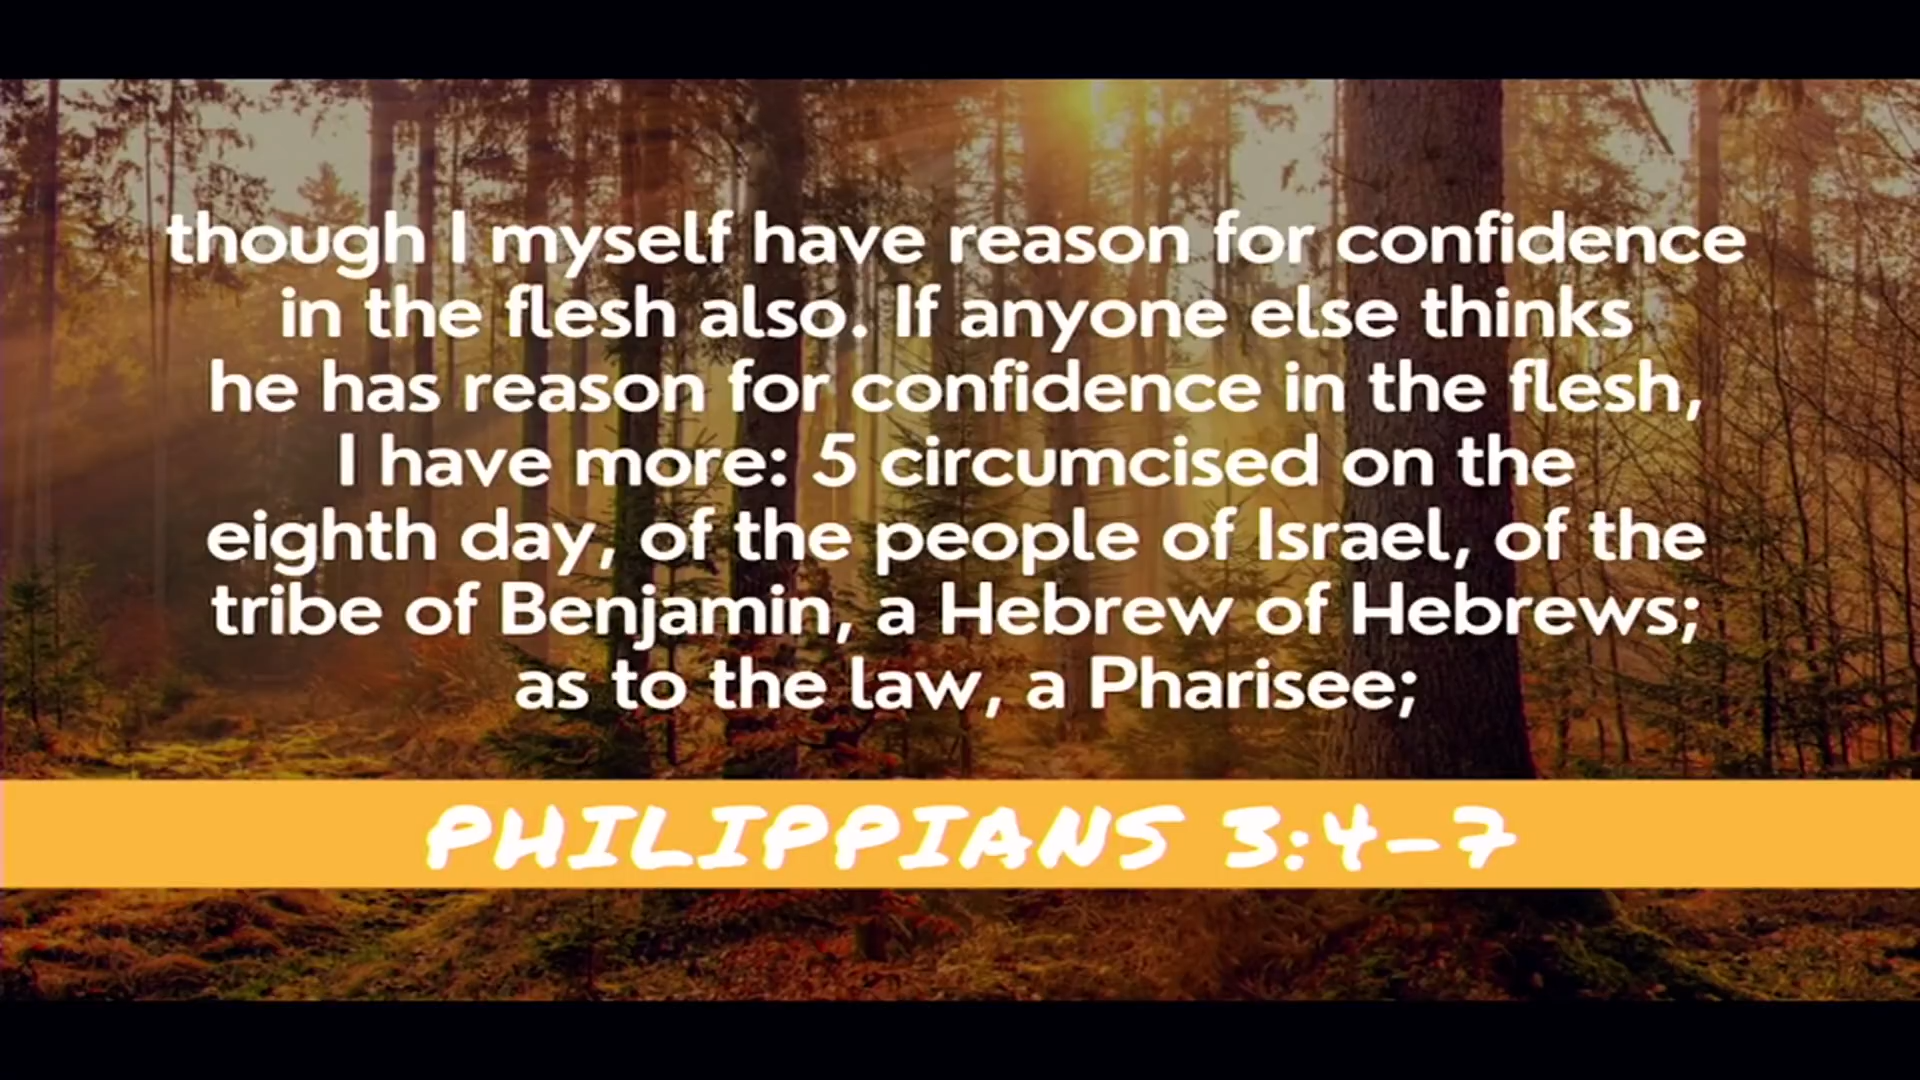 though I myself have reason for confidence
in the flesh also. If anyone else thinks
he has reason for confidence in the flesh,
I have more: 5 circumcised on the
eighth day, of the people of Israel, of the
tribe of Benjamin, a Hebrew of Hebrews;
as to the law, a Pharisee;
PHILIPPIANS 3:4-7